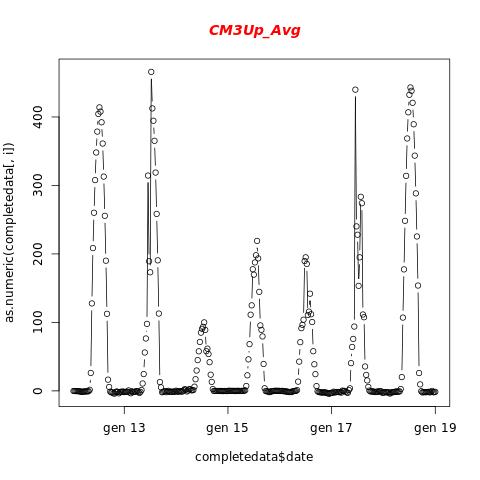 CM3Up_Avg
as.numeric(completedata[, i])
400
300
200
100
0
gen 13
gen 15
gen 17
gen 19
completedata$date